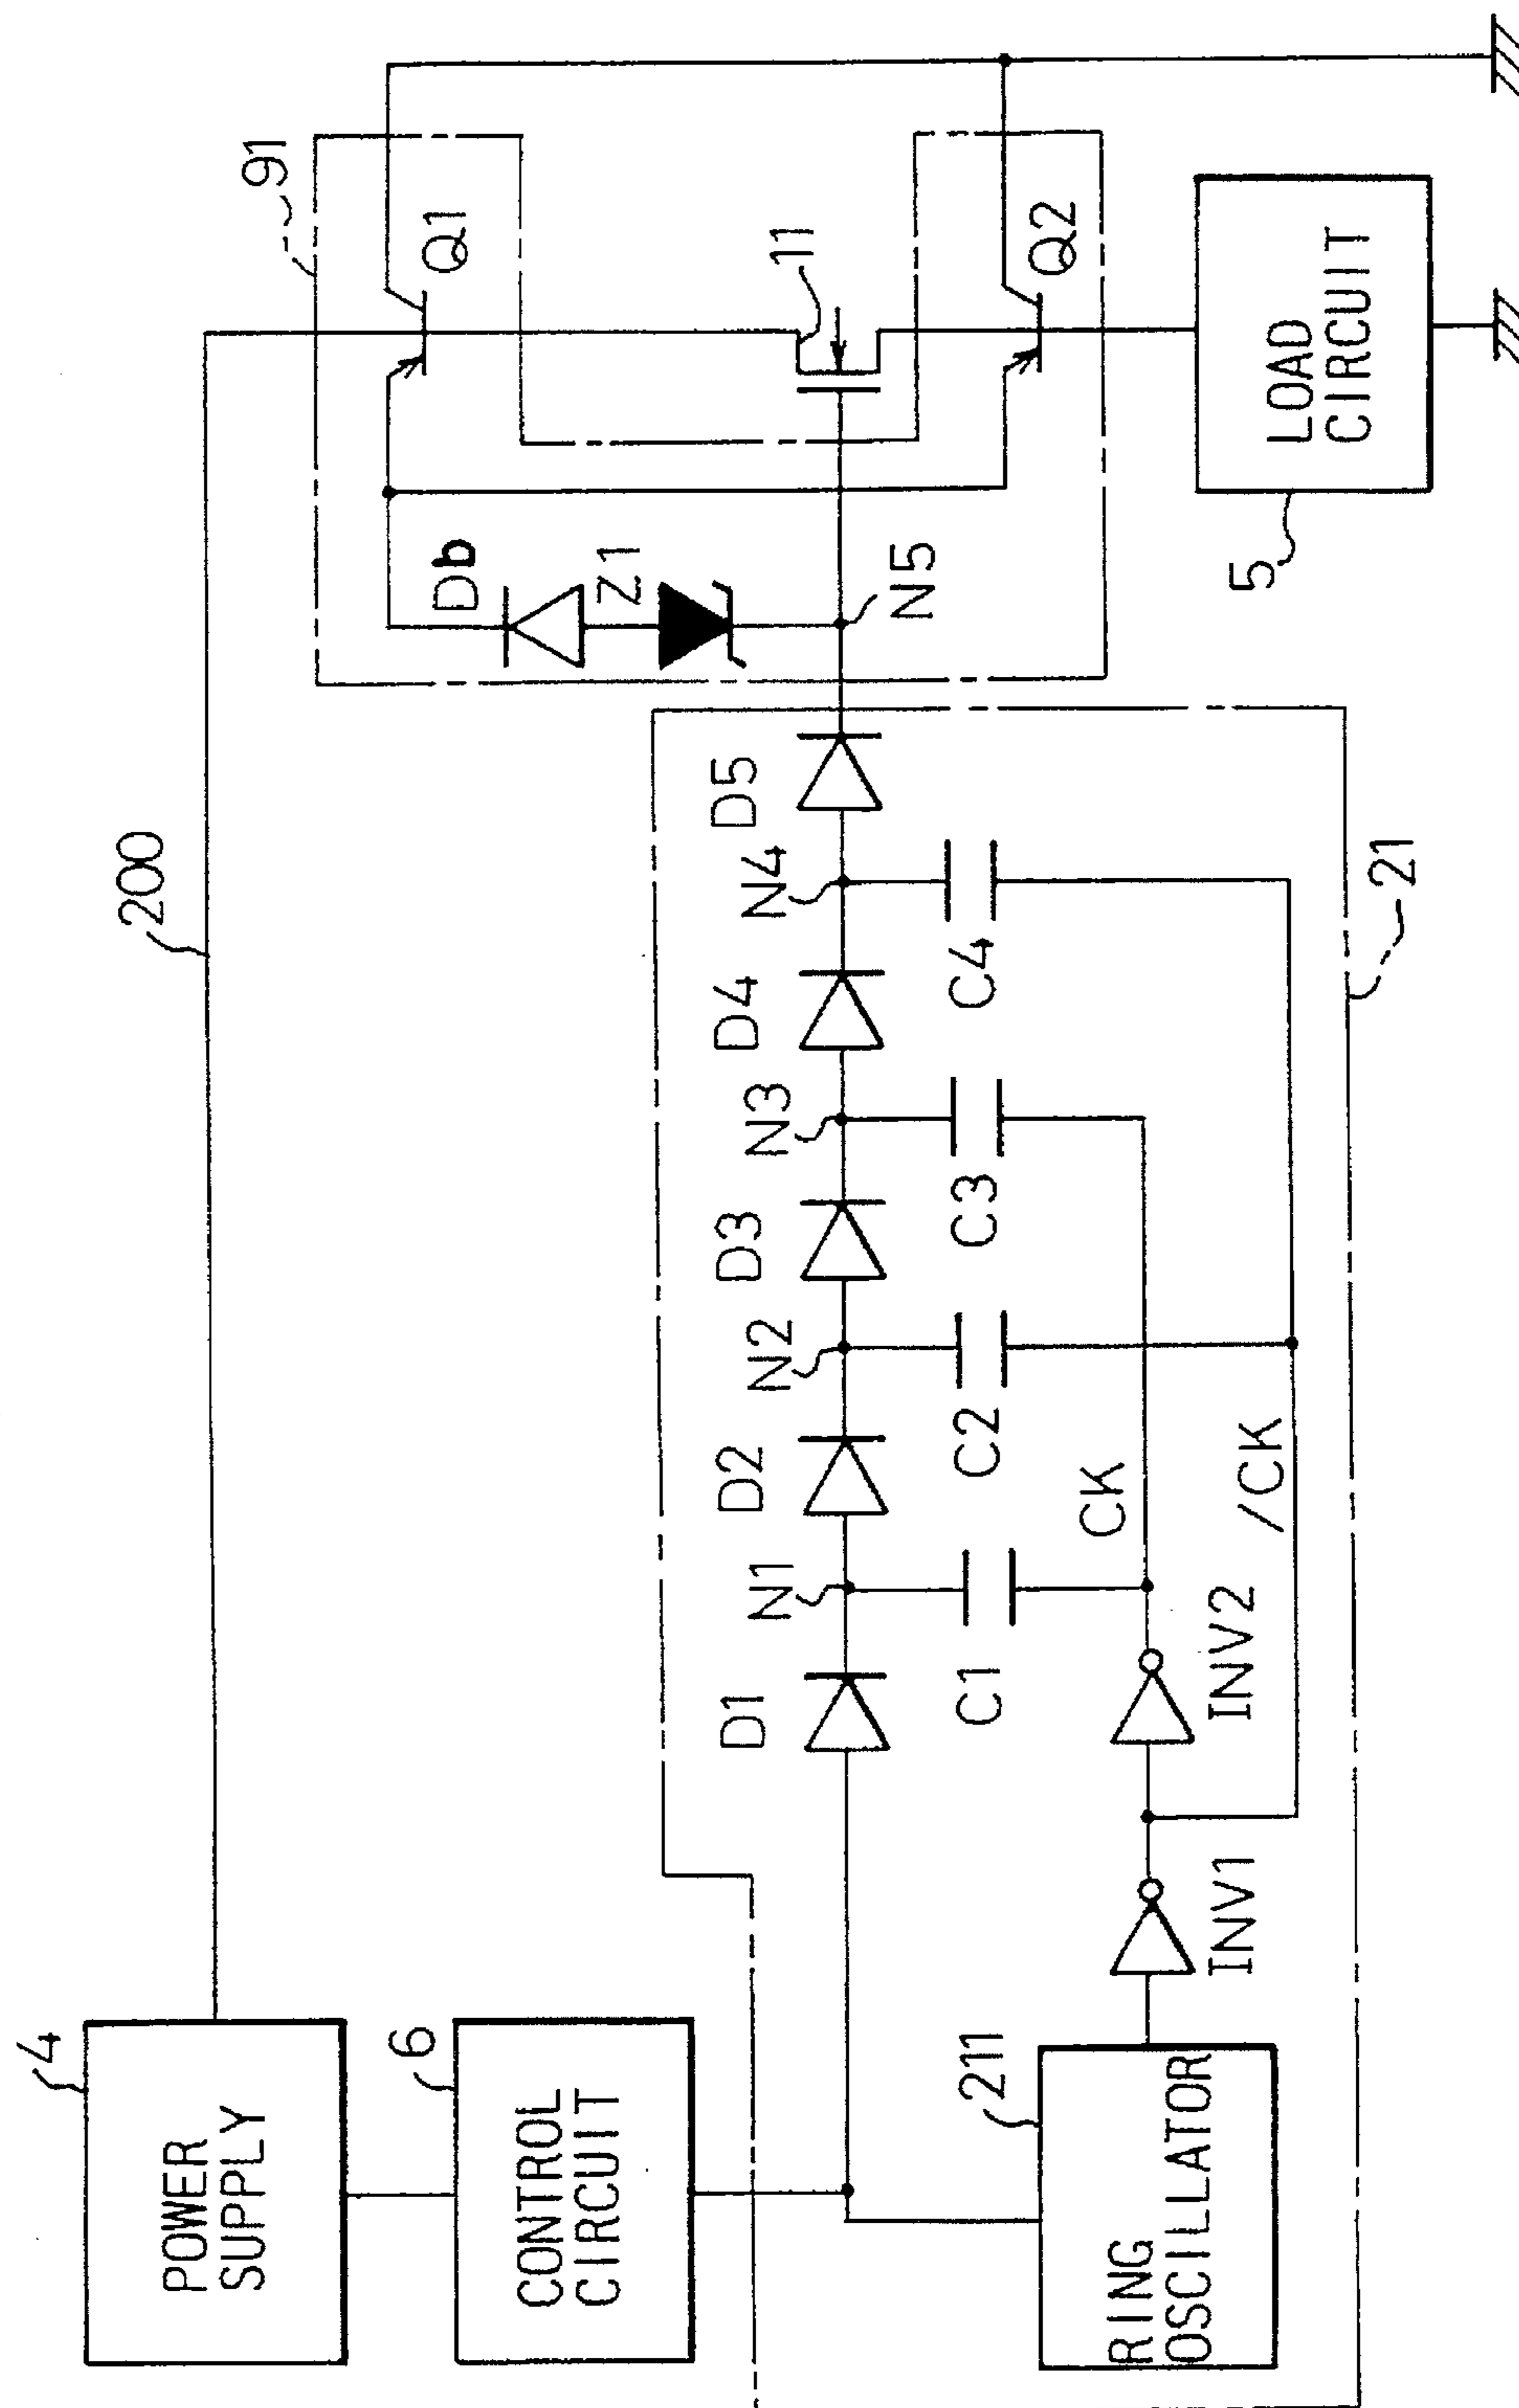 4
POWER
SUPPLY
200
6
CONTROL
CIRCUIT
91
Q1
Db
Z1
11
N5
Q2
LOAD
CIRCUIT
5
D1
D2
D3
D4
D5
N1
N2
N3
N4
C1
C2
C3
C4
CK
/CK
211
RING
OSCILLATOR
INV1
INV2
21